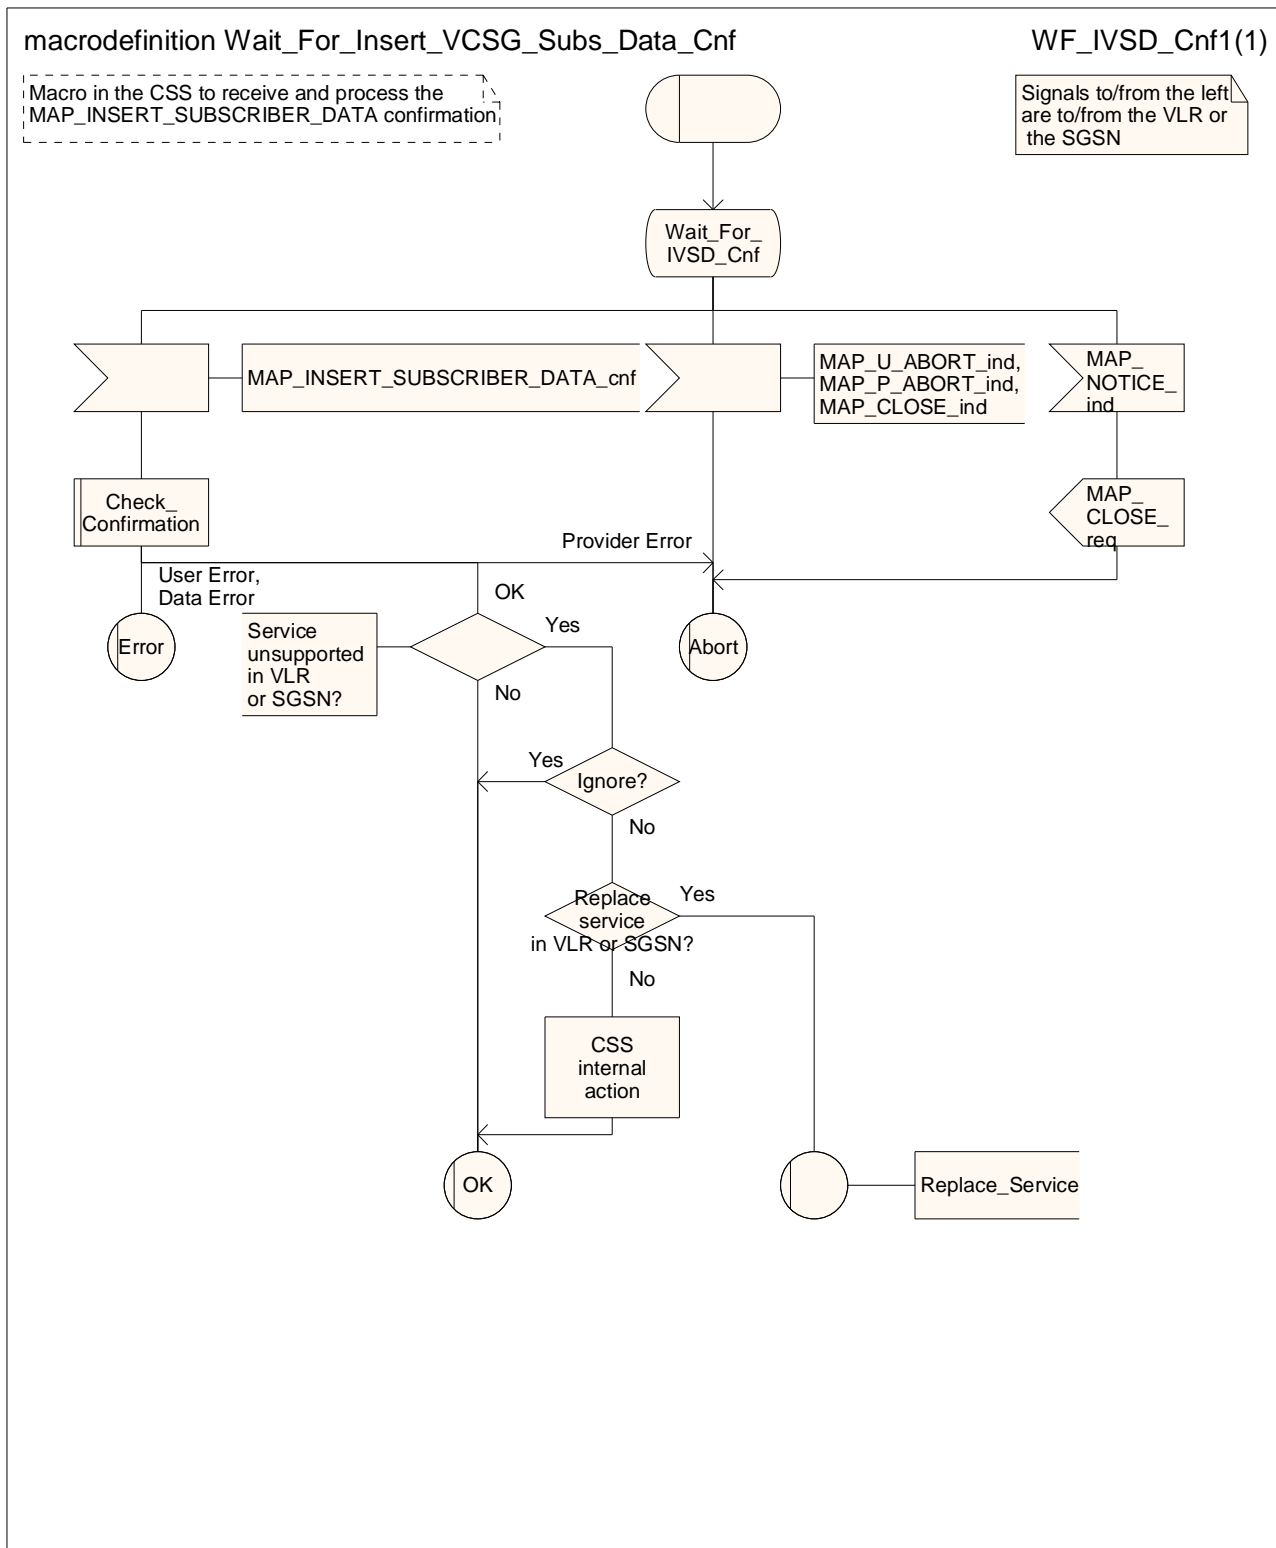 macrodefinition Wait_For_Insert_VCSG_Subs_Data_Cnf
WF_IVSD_Cnf1(1)
Macro in the CSS to receive and process the
MAP_INSERT_SUBSCRIBER_DATA confirmation
Signals to/from the left
are to/from the VLR or
the SGSN
Wait_For_
IVSD_Cnf
MAP_INSERT_SUBSCRIBER_DATA_cnf
MAP_U_ABORT_ind,
MAP_P_ABORT_ind,
MAP_CLOSE_ind
MAP_
NOTICE_
ind
Check_
Confirmation
MAP_
CLOSE_
req
Provider Error
User Error,
Data Error
OK
Error
Service
unsupported
in VLR
or SGSN?
Yes
Abort
No
Yes
Ignore?
No
Replace
service
in VLR or SGSN?
Yes
No
CSS
internal
action
OK
Replace_Service